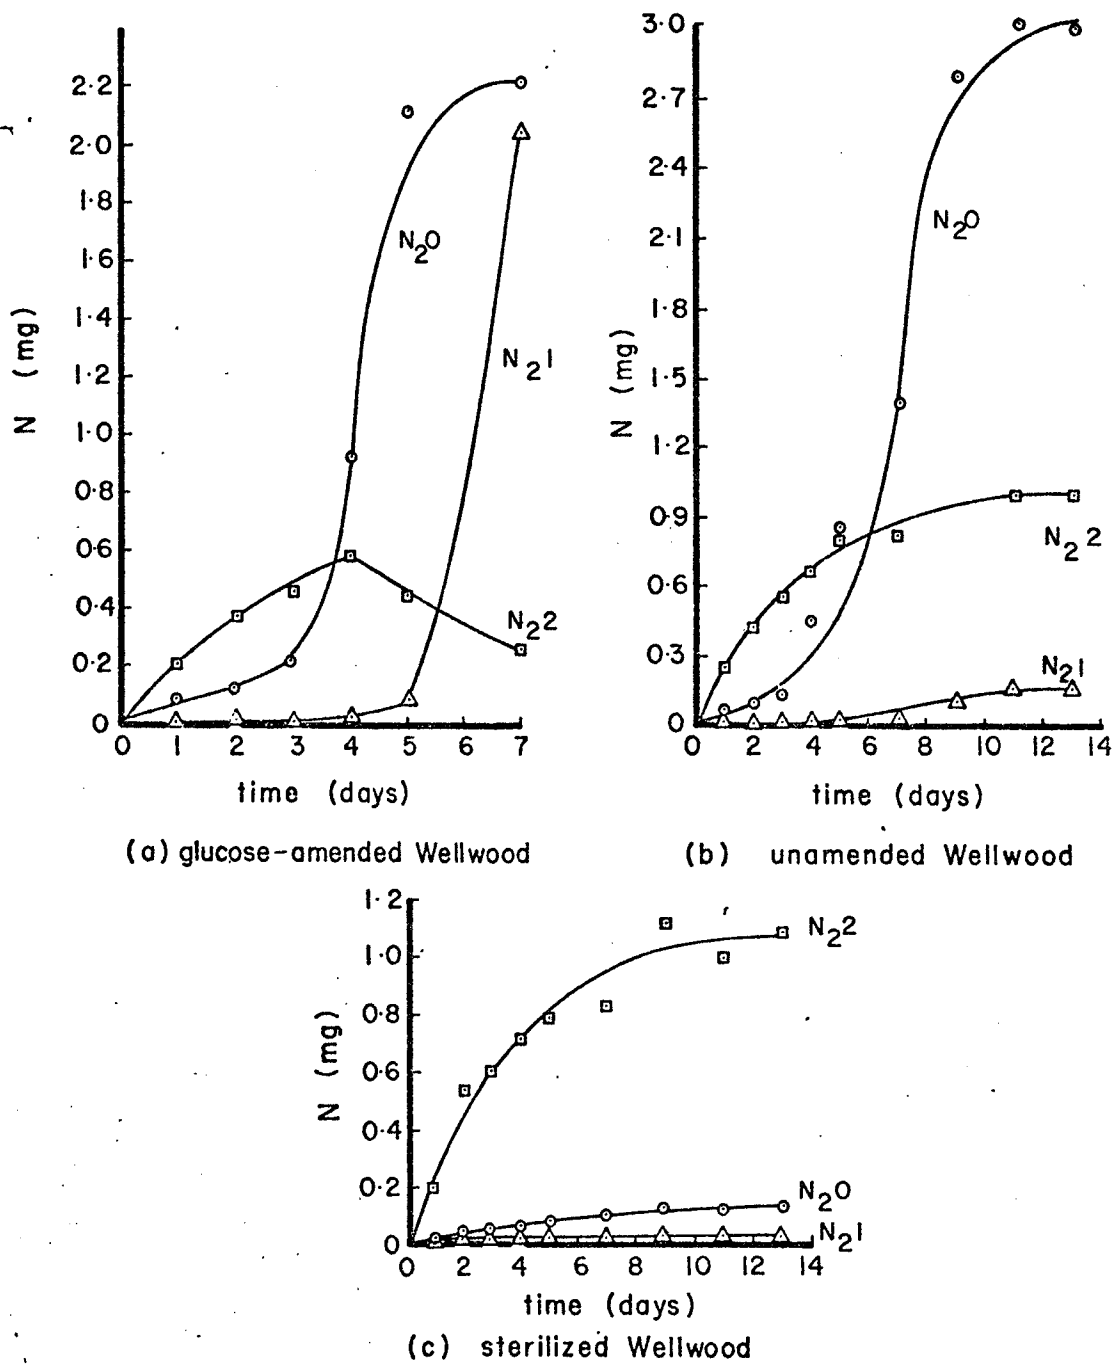 2·2
2·0
1·8
1·6
1·4
1·2
1·0
0·8
0·6
0·4
0·2
0
N (mg)
N₂O
N₂1
N₂2
0 1 2 3 4 5 6 7
time (days)
(a) glucose-amended Wellwood
3·0
2·7
2·4
2·1
1·8
1·5
1·2
0·9
0·6
0·3
0
N (mg)
N₂O
N₂2
N₂1
0 2 4 6 8 10 12 14
time (days)
(b) unamended Wellwood
1·2
1·0
0·8
0·6
0·4
0·2
0
N (mg)
N₂2
N₂O
N₂1
0 2 4 6 8 10 12 14
time (days)
(c) sterilized Wellwood